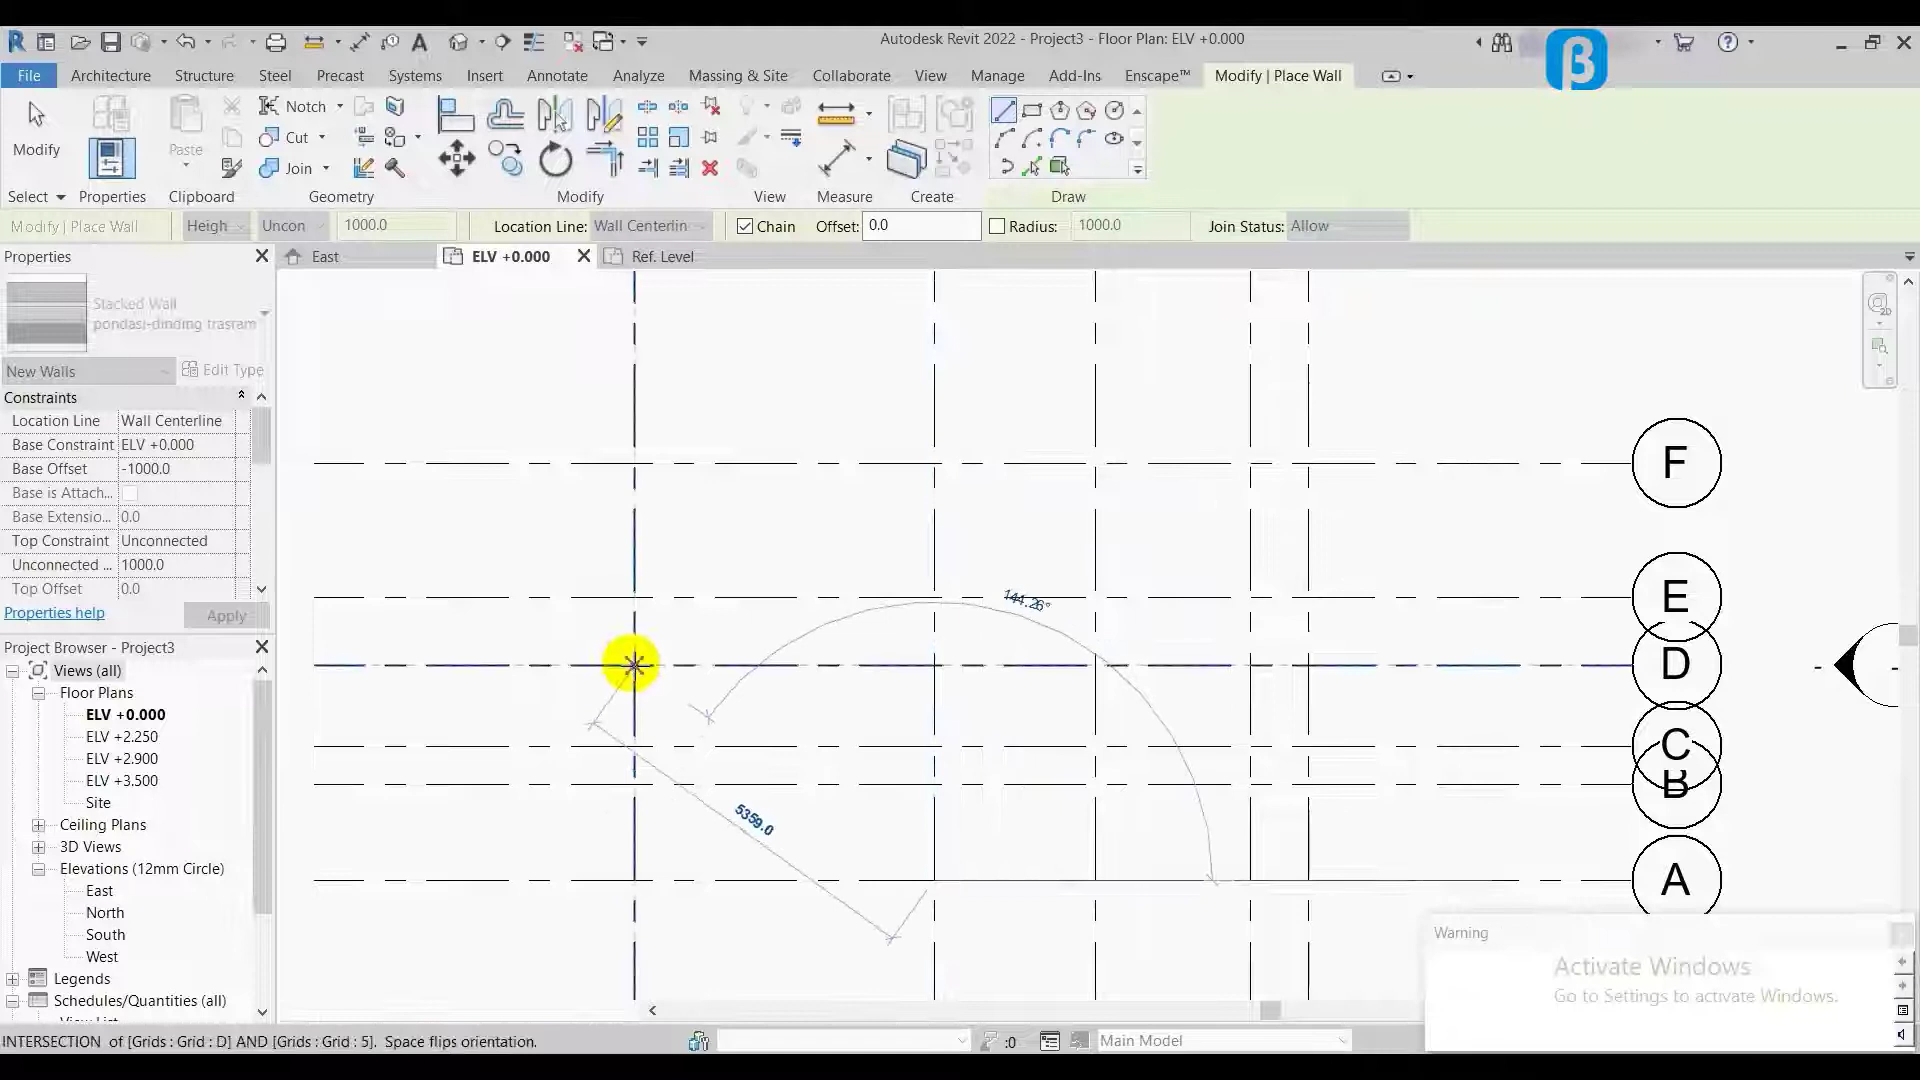 Autodesk Revit 2022 - Project3 - Floor Plan: ELV +0.000
File Architecture Structure Steel Precast Systems Insert Annotate Analyze Massing & Site Collaborate View Manage Add-Ins Enscape™ Modify | Place Wall
Modify
Paste
Notch
Cut
Join
Select Properties Clipboard Geometry Modify View Measure Create Draw
Modify | Place Wall Heigh Uncon 1000.0 Location Line: Wall Centerlin Chain Offset: 0.0 Radius: 1000.0 Join Status: Allow
Properties
East
ELV +0.000
Ref. Level
Stacked Wall
pondasi-dinding trasram
New Walls
Edit Type
Constraints
Location Line Wall Centerline
Base Constraint ELV +0.000
Base Offset -1000.0
Base is Attach...
Base Extensio... 0.0
Top Constraint Unconnected
Unconnected ... 1000.0
Top Offset 0.0
Properties help
Apply
Project Browser - Project3
Views (all)
Floor Plans
ELV +0.000
ELV +2.250
ELV +2.900
ELV +3.500
Site
Ceiling Plans
3D Views
Elevations (12mm Circle)
East
North
South
West
Legends
Schedules/Quantities (all)
F
E
D
C
B
A
144.26°
5359.0
Warning
Activate Windows
Go to Settings to activate Windows.
INTERSECTION of [Grids : Grid : D] AND [Grids : Grid : 5]. Space flips orientation.
:0
Main Model